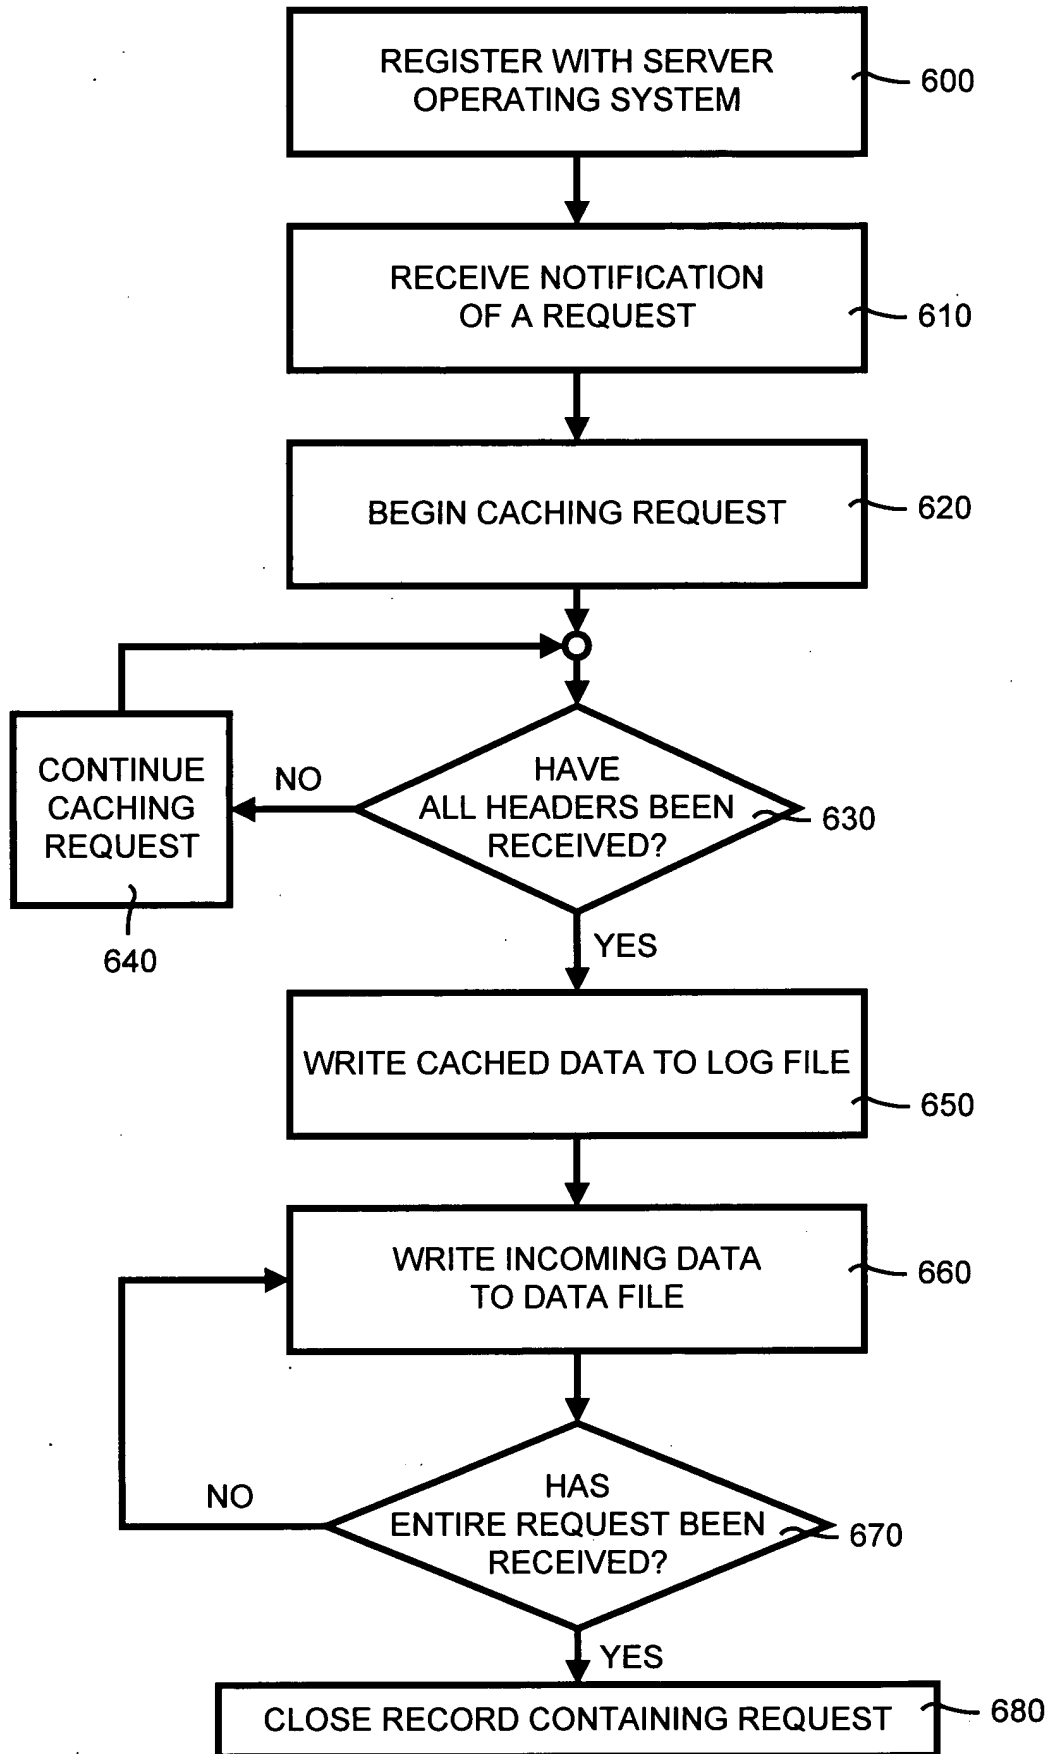 REGISTER WITH SERVER
OPERATING SYSTEM
600
RECEIVE NOTIFICATION
OF A REQUEST
610
BEGIN CACHING REQUEST
620
HAVE
ALL HEADERS BEEN
RECEIVED?
630
NO
CONTINUE
CACHING
REQUEST
640
YES
WRITE CACHED DATA TO LOG FILE
650
WRITE INCOMING DATA
TO DATA FILE
660
HAS
ENTIRE REQUEST BEEN
RECEIVED?
670
NO
YES
CLOSE RECORD CONTAINING REQUEST
680